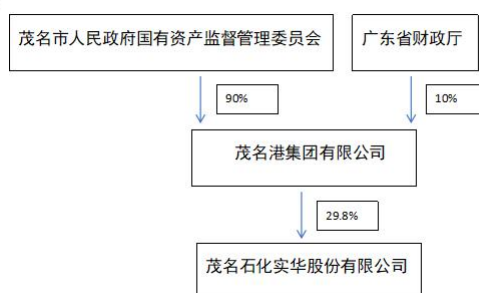 茂名市人民政府国有资产监督管理委员会
广东省财政厅
90%
10%
茂名港集团有限公司
29.8%
茂名石化实华股份有限公司